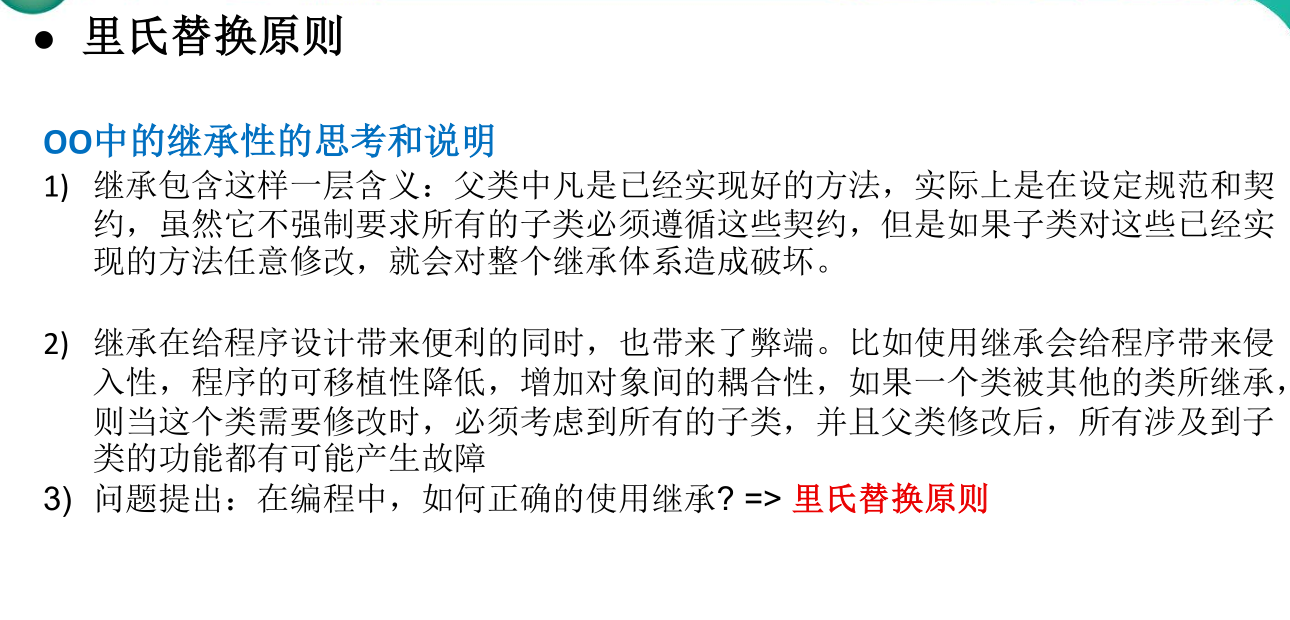 ● 里氏替换原则
OO中的继承性的思考和说明
1) 继承包含这样一层含义：父类中凡是已经实现好的方法，实际上是在设定规范和契
约，虽然它不强制要求所有的子类必须遵循这些契约，但是如果子类对这些已经实
现的方法任意修改，就会对整个继承体系造成破坏。
2) 继承在给程序设计带来便利的同时，也带来了弊端。比如使用继承会给程序带来侵
入性，程序的可移植性降低，增加对象间的耦合性，如果一个类被其他的类所继承，
则当这个类需要修改时，必须考虑到所有的子类，并且父类修改后，所有涉及到子
类的功能都有可能产生故障
3) 问题提出：在编程中，如何正确的使用继承? => 里氏替换原则